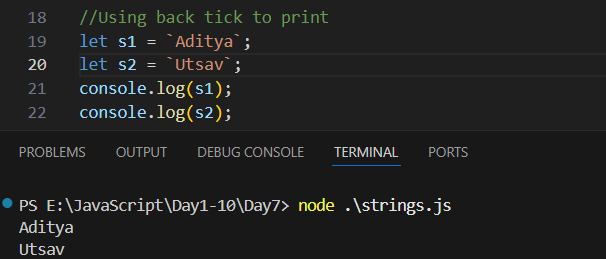 18 //Using back tick to print
19 let s1 = `Aditya`;
20 let s2 = `Utsav`;
21 console.log(s1);
22 console.log(s2);
PROBLEMS OUTPUT DEBUG CONSOLE TERMINAL PORTS
PS E:\JavaScript\Day1-10\Day7> node .\strings.js
Aditya
Utsav